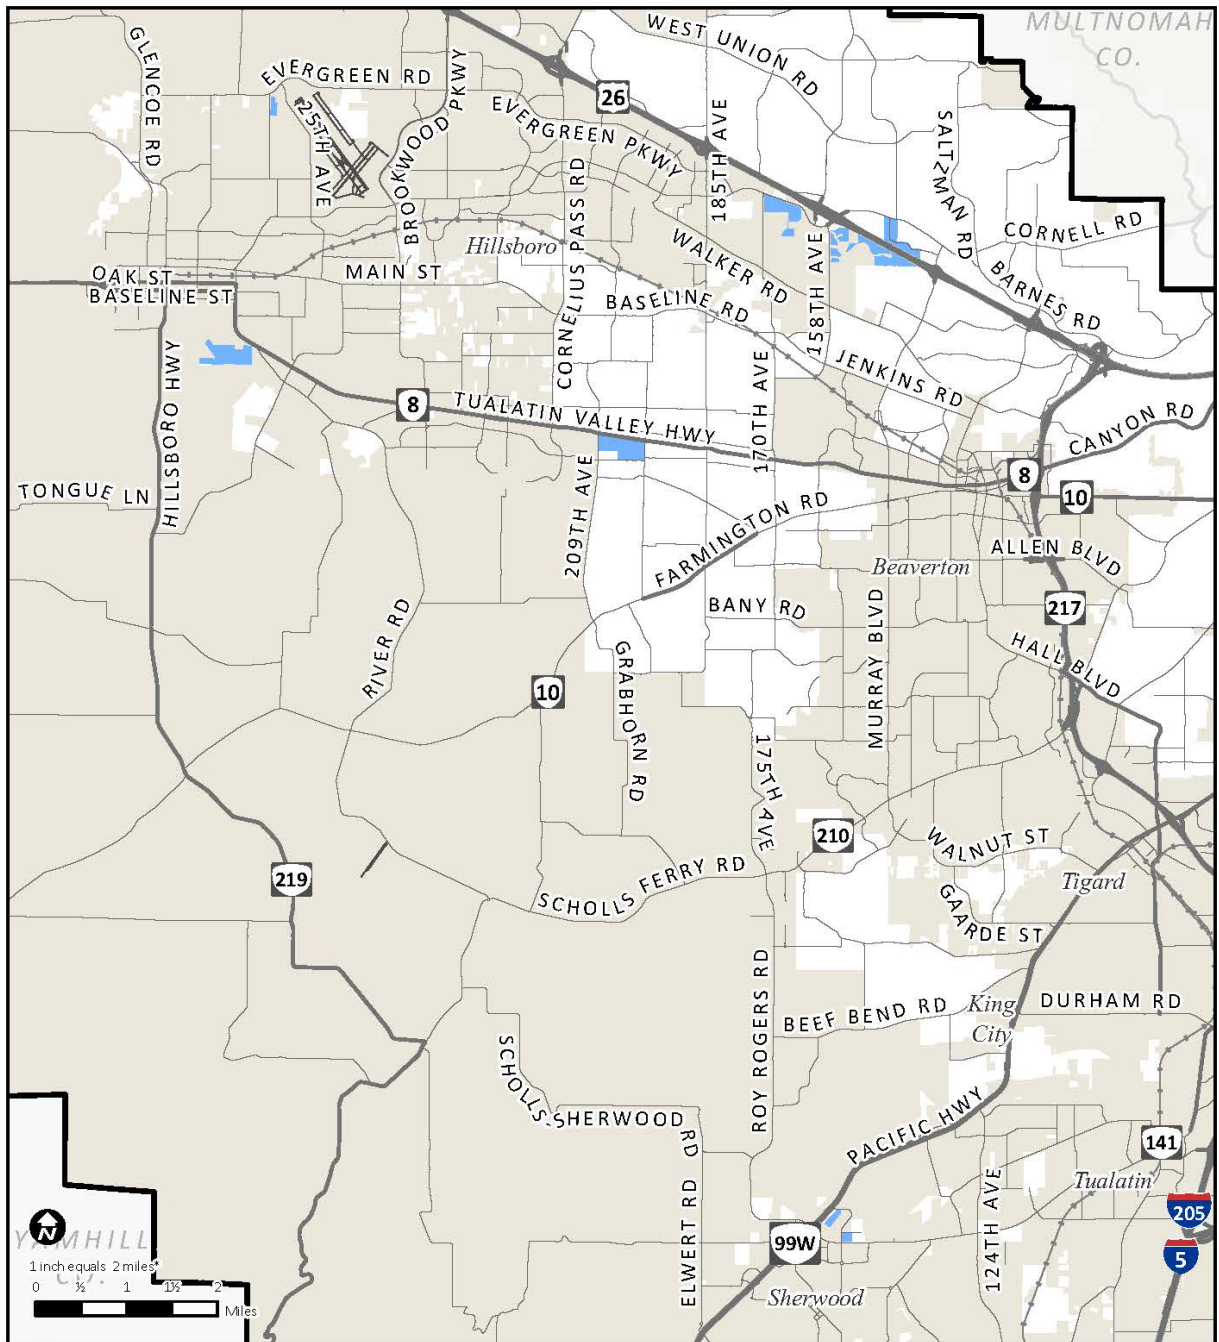 MULTNOMAH
CO.
WEST UNION RD
GLENCOE RD
EVERGREEN RD
BROOKWOOD PKWY
26
25TH AVE
EVERGREEN PKWY
185TH AVE
SALTZMAN RD
CORNELIUS PASS RD
CORNELL RD
Hillsboro
WALKER RD
158TH AVE
BARNES RD
OAK ST
MAIN ST
BASELINE ST
BASELINE RD
HILLSBORO HWY
170TH AVE
JENKINS RD
8
TUALATIN VALLEY HWY
CANYON RD
8
10
TONGUE LN
209TH AVE
FARMINGTON RD
ALLEN BLVD
Beaverton
BANY RD
217
RIVER RD
MURRAY BLVD
HALL BLVD
10
GRABHORN RD
175TH AVE
210
WALNUT ST
219
SCHOLLS FERRY RD
Tigard
GAARDE ST
ROY ROGERS RD
BEEF BEND RD
King
City
DURHAM RD
SCHOLLS-SHERWOOD RD
PACIFIC HWY
141
124TH AVE
Tualatin
ELWERT RD
205
99W
5
Sherwood
N
YAMHILL
CO.
1 inch equals 2 miles*
0 ½ 1 1½ 2
Miles